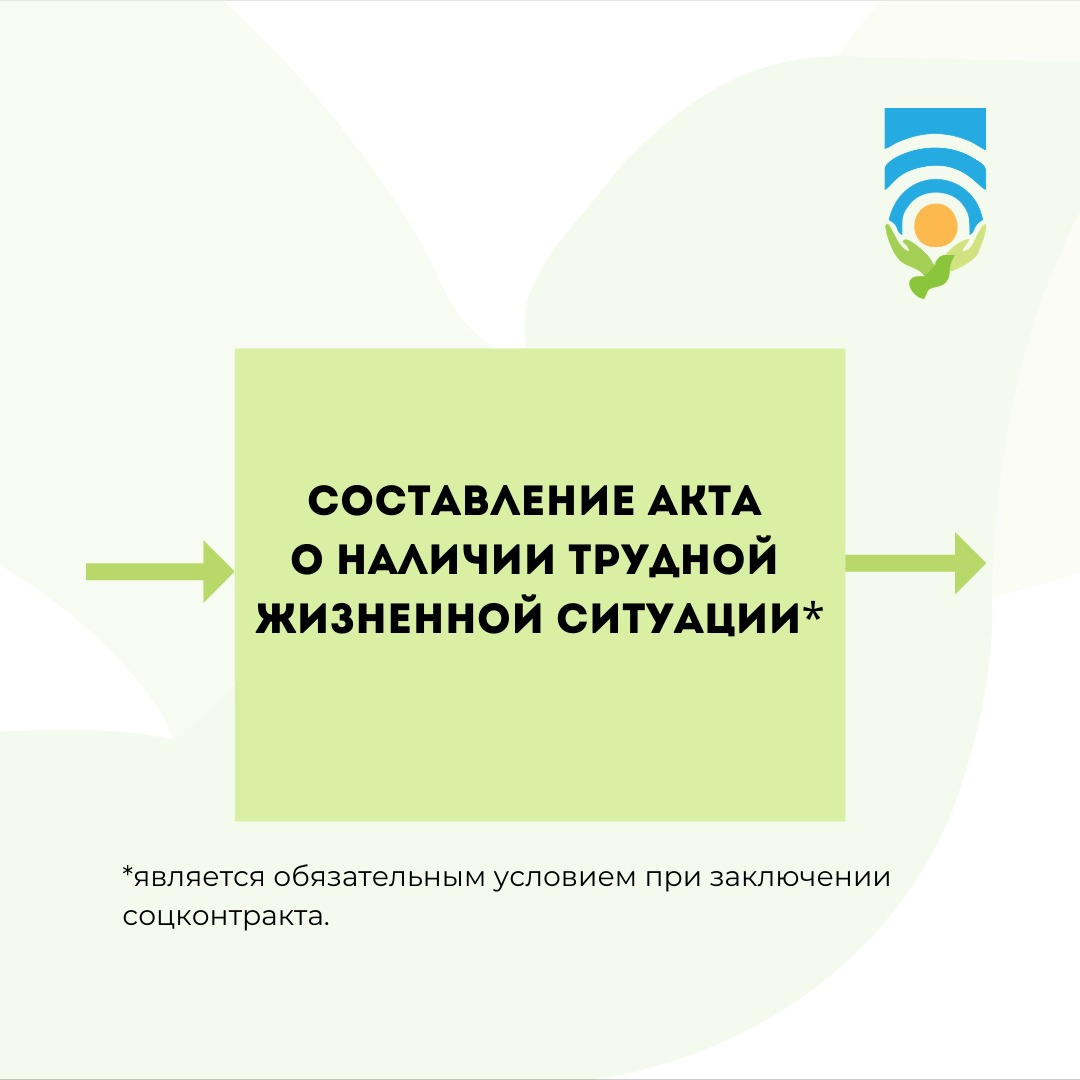 СОСТАВЛЕНИЕ АКТА
О НАЛИЧИИ ТРУДНОЙ
ЖИЗНЕННОЙ СИТУАЦИИ*
*является обязательным условием при заключении
соцконтракта.